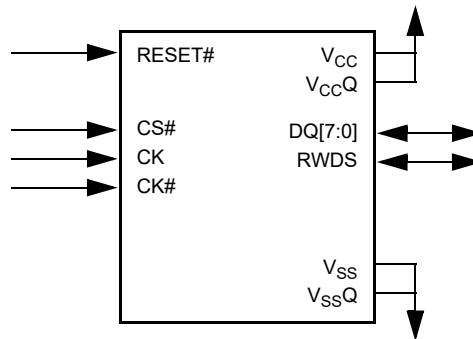 RESET#
CS#
CK
CK#
VCC
VCCQ
DQ[7:0]
RWDS
VSS
VSSQ